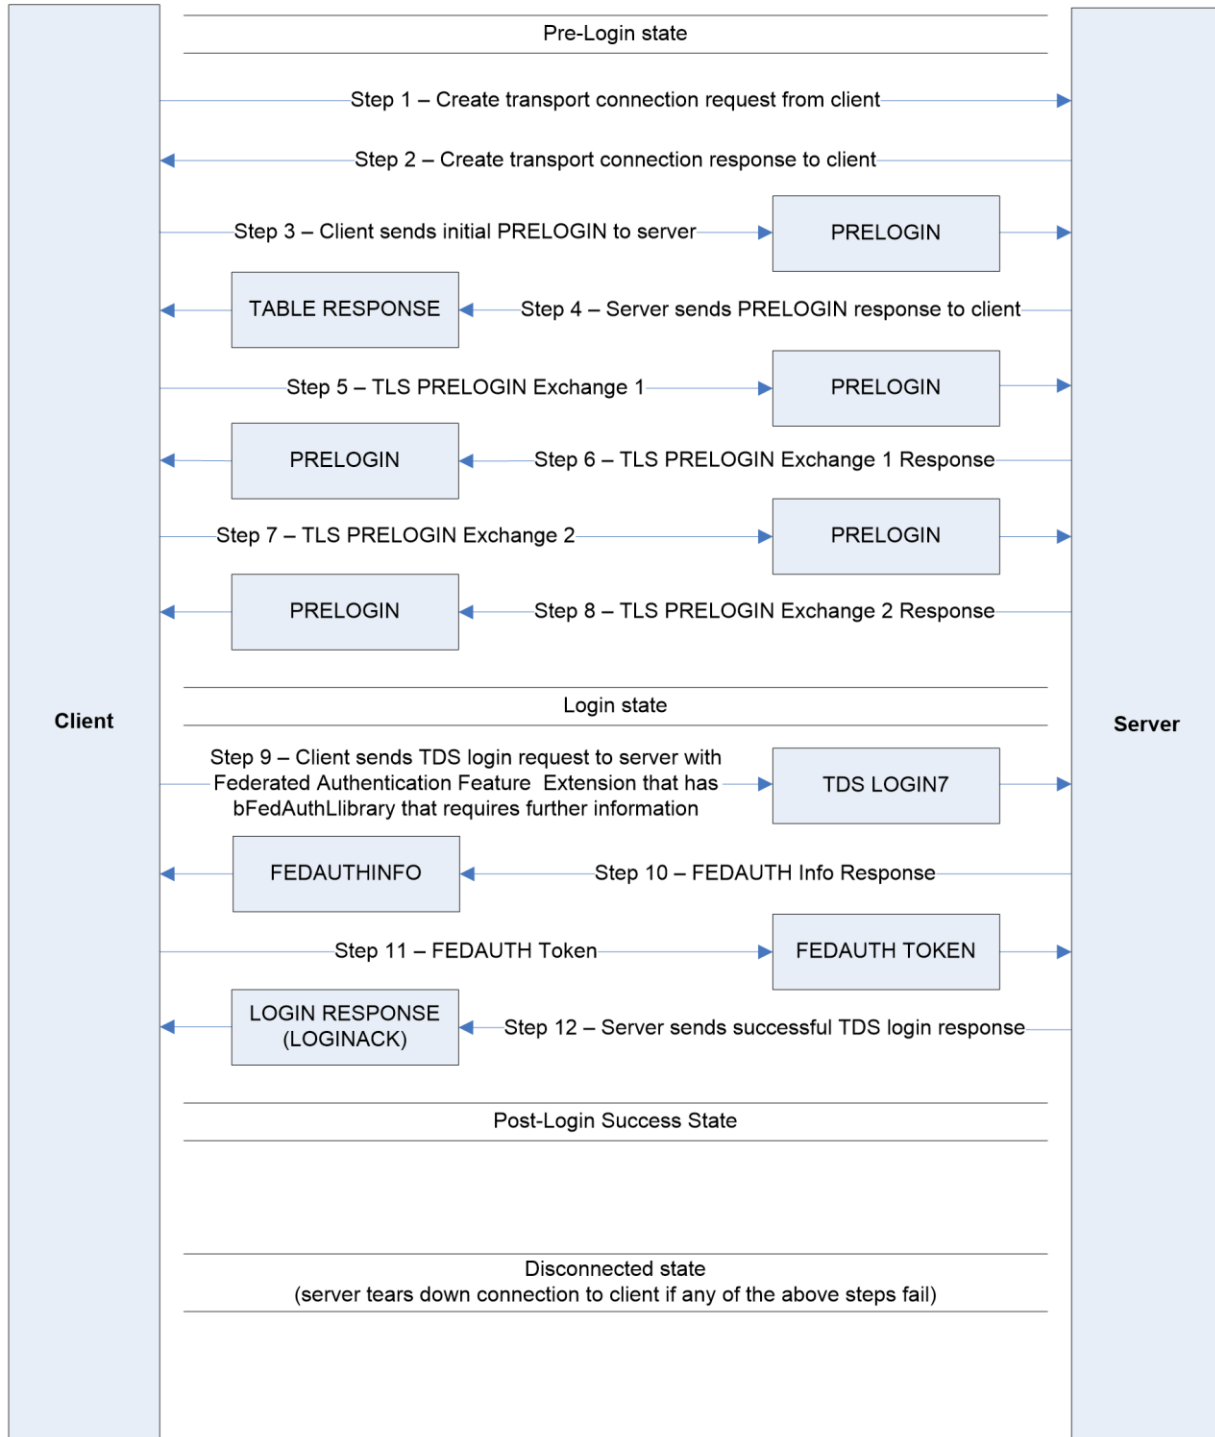 Pre-Login state
Step 1 – Create transport connection request from client
Step 2 – Create transport connection response to client
Step 3 – Client sends initial PRELOGIN to server
PRELOGIN
TABLE RESPONSE
Step 4 – Server sends PRELOGIN response to client
Step 5 – TLS PRELOGIN Exchange 1
PRELOGIN
PRELOGIN
Step 6 – TLS PRELOGIN Exchange 1 Response
Step 7 – TLS PRELOGIN Exchange 2
PRELOGIN
PRELOGIN
Step 8 – TLS PRELOGIN Exchange 2 Response
Login state
Client
Server
Step 9 – Client sends TDS login request to server with
Federated Authentication Feature  Extension that has
bFedAuthLlibrary that requires further information
TDS LOGIN7
FEDAUTHINFO
Step 10 – FEDAUTH Info Response
Step 11 – FEDAUTH Token
FEDAUTH TOKEN
LOGIN RESPONSE
(LOGINACK)
Step 12 – Server sends successful TDS login response
Post-Login Success State
Disconnected state
(server tears down connection to client if any of the above steps fail)